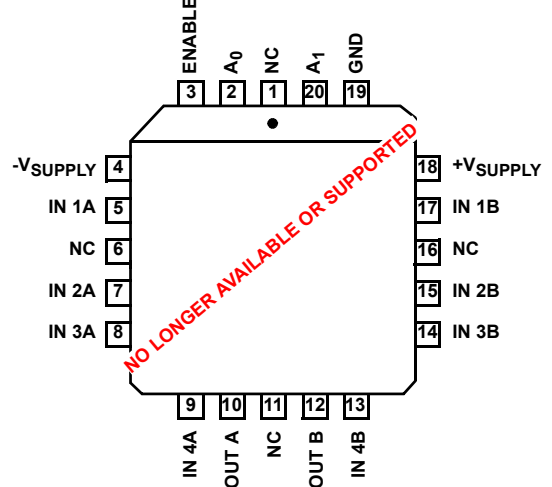 ENABLE
A0
NC
A1
GND
3
2
1
20
19
-VSUPPLY 4
IN 1A 5
NC 6
IN 2A 7
IN 3A 8
18 +VSUPPLY
17 IN 1B
16 NC
15 IN 2B
14 IN 3B
NO LONGER AVAILABLE OR SUPPORTED
9
10
11
12
13
IN 4A
OUT A
NC
OUT B
IN 4B